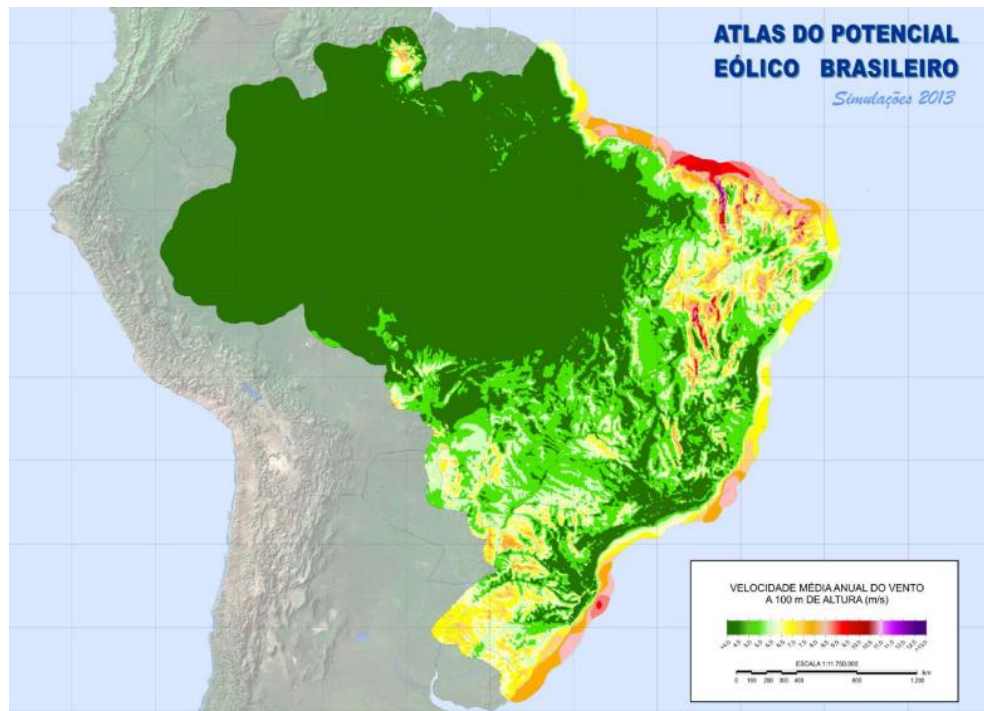 ATLAS DO POTENCIAL
EÓLICO BRASILEIRO
Simulações 2013
VELOCIDADE MÉDIA ANUAL DO VENTO
A 100 m DE ALTURA (m/s)
ESCALA 1:11.750.000
0 100 200 300 400 800 1.200 km